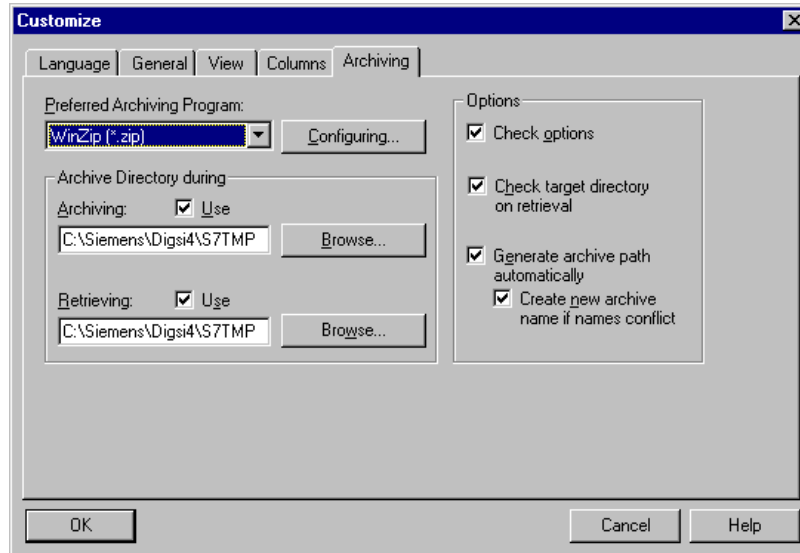 Customize
Language General View Columns Archiving
Preferred Archiving Program:
WinZip (*.zip)
Configuring...
Archive Directory during
Archiving: Use
C:\Siemens\Digsi4\S7TMP
Browse...
Retrieving: Use
C:\Siemens\Digsi4\S7TMP
Browse...
Options
Check options
Check target directory
on retrieval
Generate archive path
automatically
Create new archive
name if names conflict
OK Cancel Help